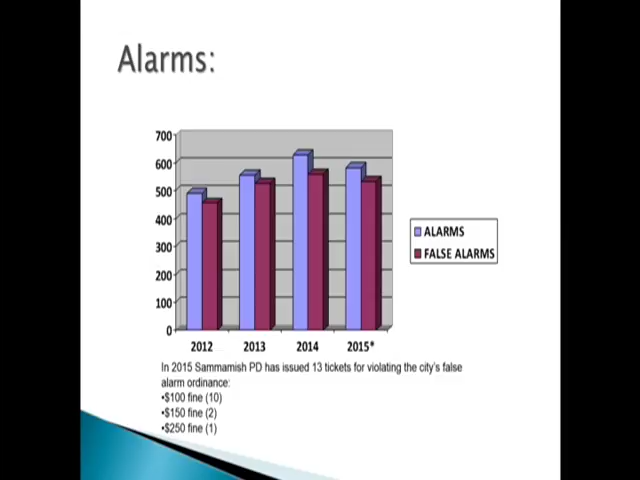 Alarms:
700
600
500
400
300
200
100
0
2012 2013 2014 2015*
ALARMS
FALSE ALARMS
In 2015 Sammamish PD has issued 13 tickets for violating the city's false
alarm ordinance:
•$100 fine (10)
•$150 fine (2)
•$250 fine (1)